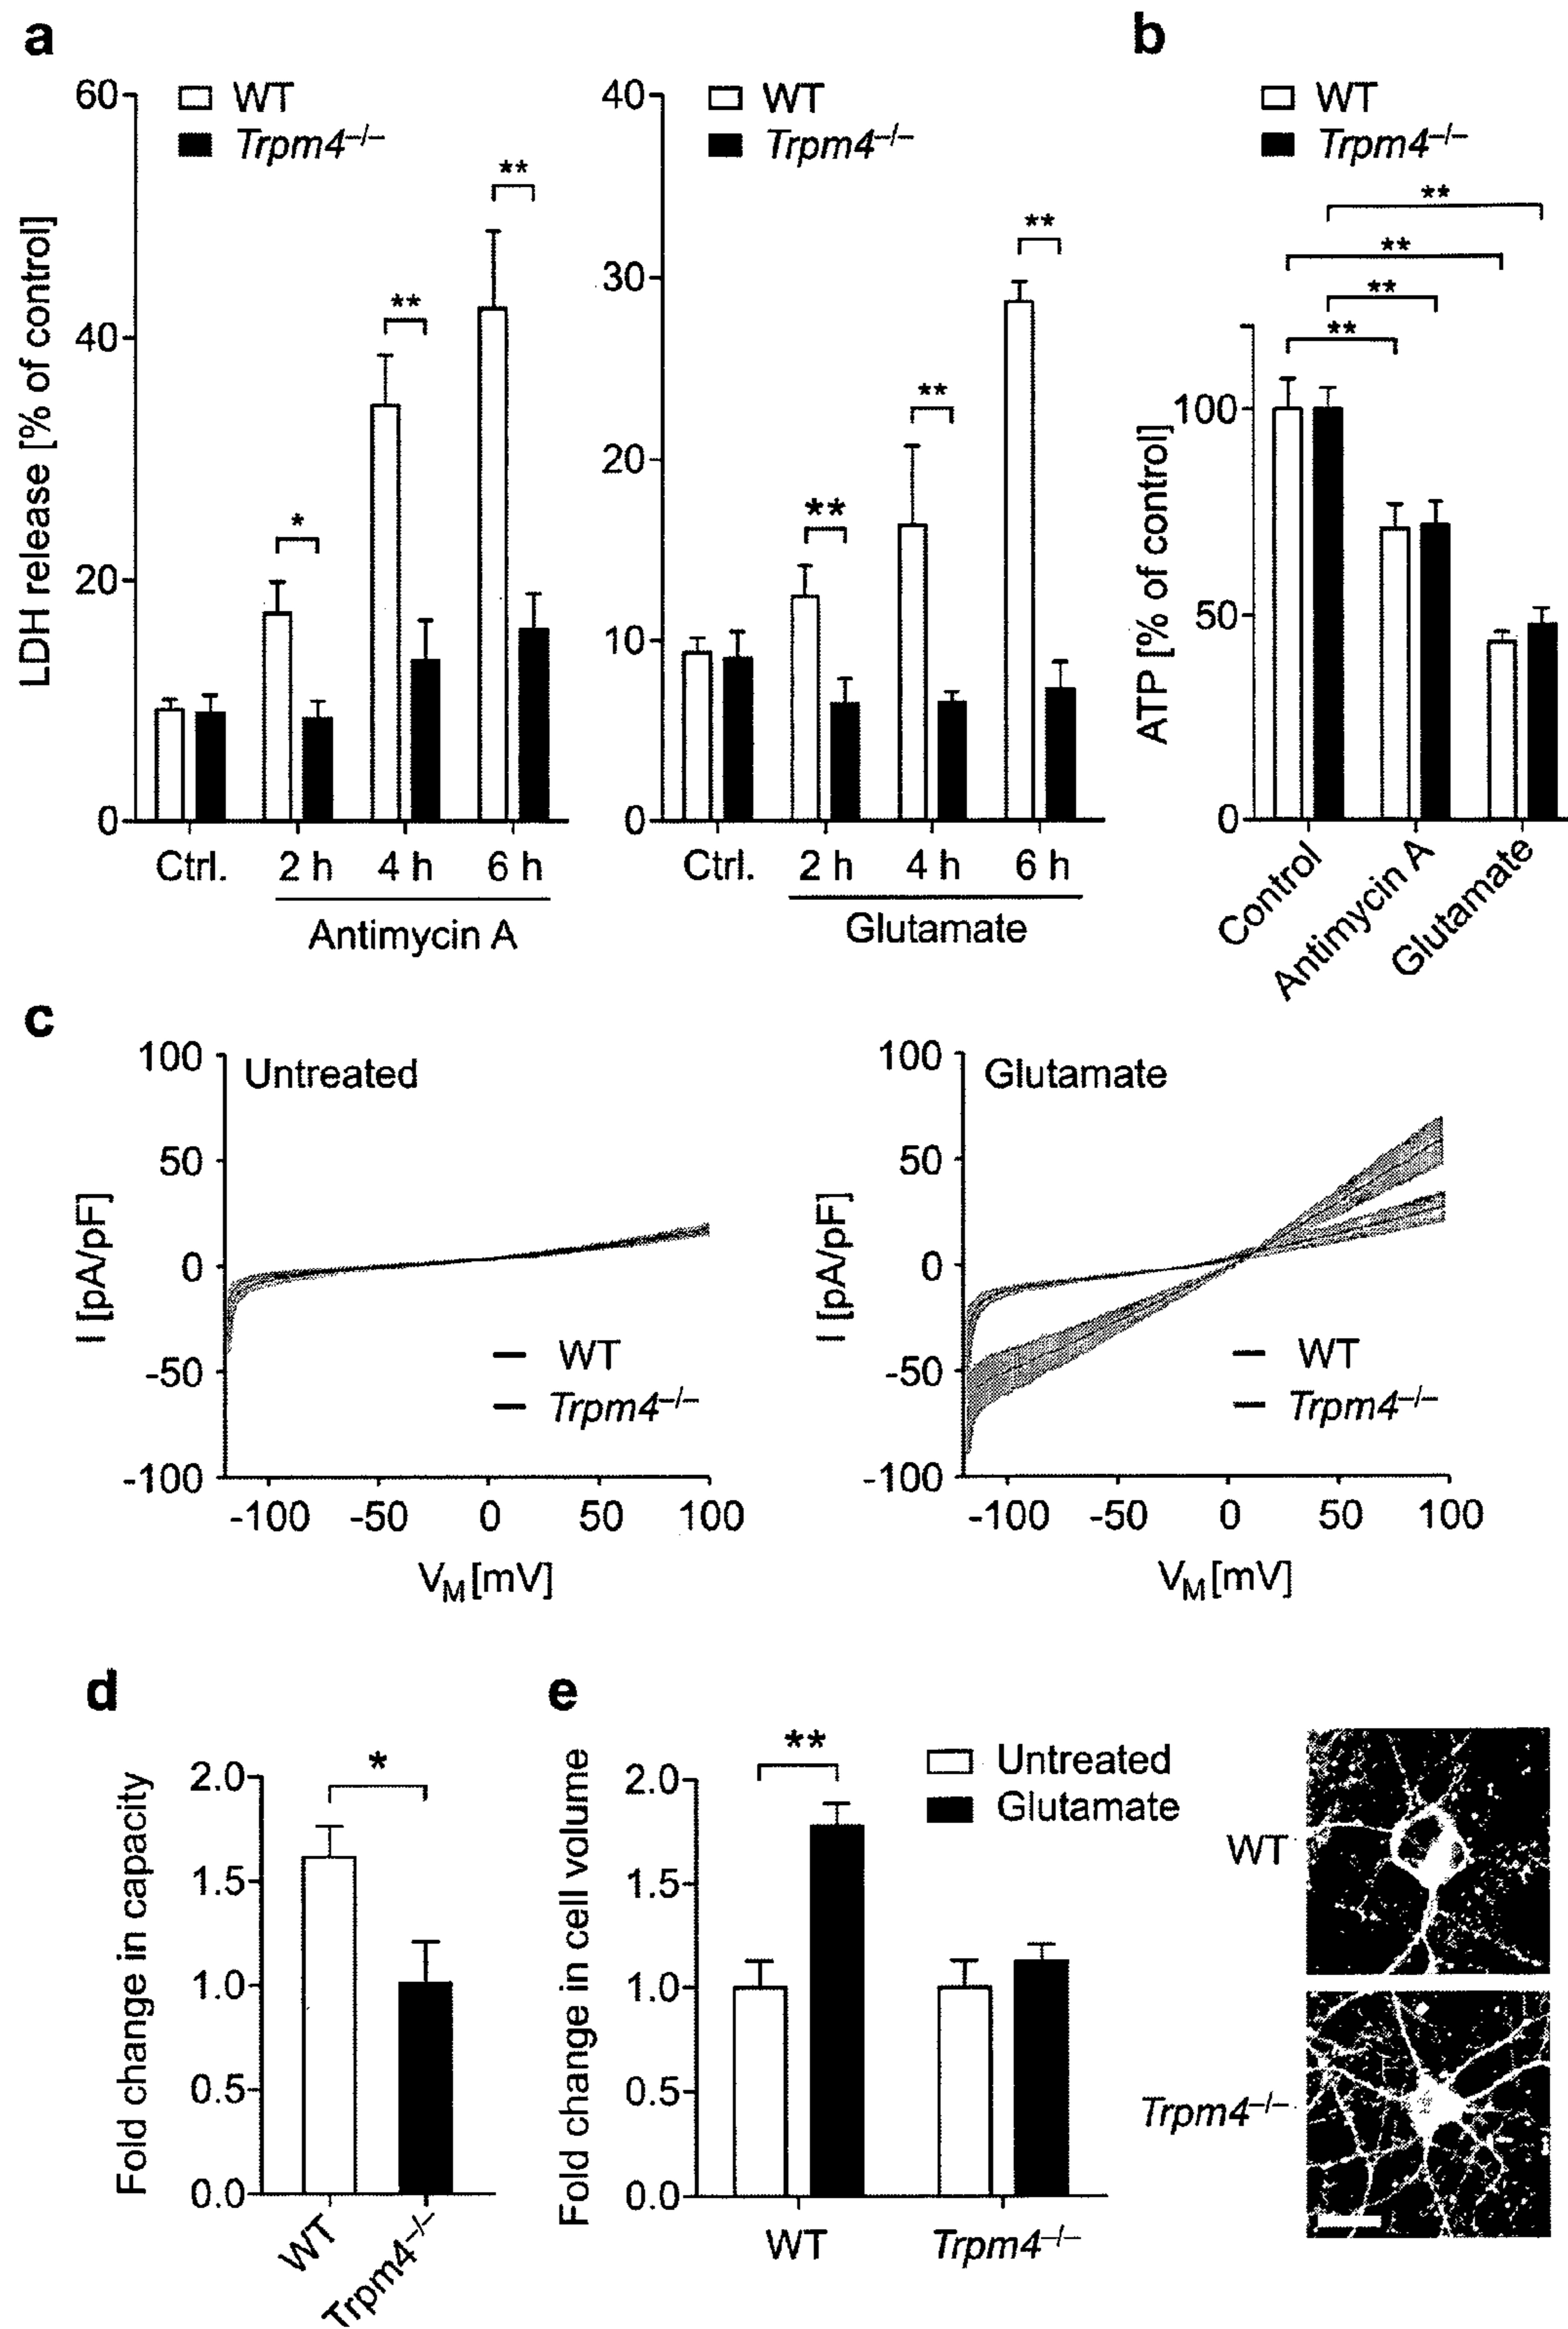 a
60
40
20
0
LDH release [% of control]
WT
Trpm4–/–
*
**
**
Ctrl.
2 h
4 h
6 h
Antimycin A
40
30
20
10
0
WT
Trpm4–/–
**
**
**
Ctrl.
2 h
4 h
6 h
Glutamate
b
WT
Trpm4–/–
**
**
**
**
100
50
0
ATP [% of control]
Control
Antimycin A
Glutamate
c
Untreated
100
50
0
-50
-100
I [pA/pF]
WT
Trpm4–/–
-100
-50
0
50
100
VM [mV]
Glutamate
100
50
0
-50
-100
I [pA/pF]
WT
Trpm4–/–
-100
-50
0
50
100
VM [mV]
d
2.0
1.5
1.0
0.5
0.0
Fold change in capacity
*
WT
Trpm4–/–
e
2.0
1.5
1.0
0.5
0.0
Fold change in cell volume
**
Untreated
Glutamate
WT
Trpm4–/–
WT
Trpm4–/–